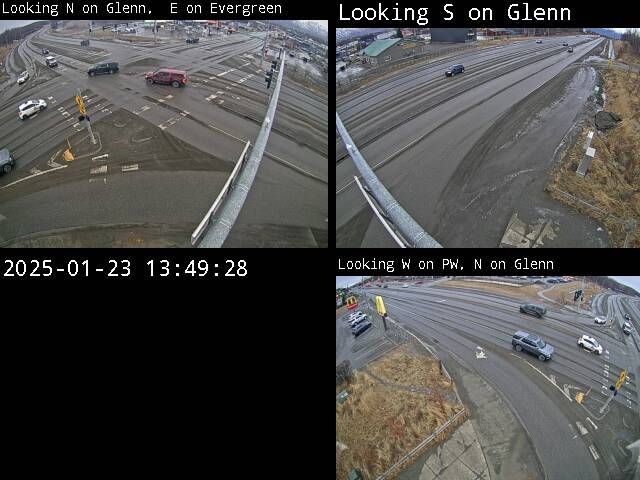 Looking N on Glenn,  E on Evergreen
Looking S on Glenn
2025-01-23 13:49:28
Looking W on PW, N on Glenn